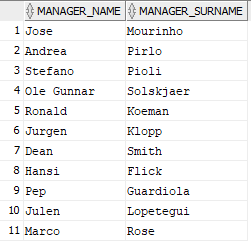 MANAGER_NAME MANAGER_SURNAME
1 Jose Mourinho
2 Andrea Pirlo
3 Stefano Pioli
4 Ole Gunnar Solskjaer
5 Ronald Koeman
6 Jurgen Klopp
7 Dean Smith
8 Hansi Flick
9 Pep Guardiola
10 Julen Lopetegui
11 Marco Rose